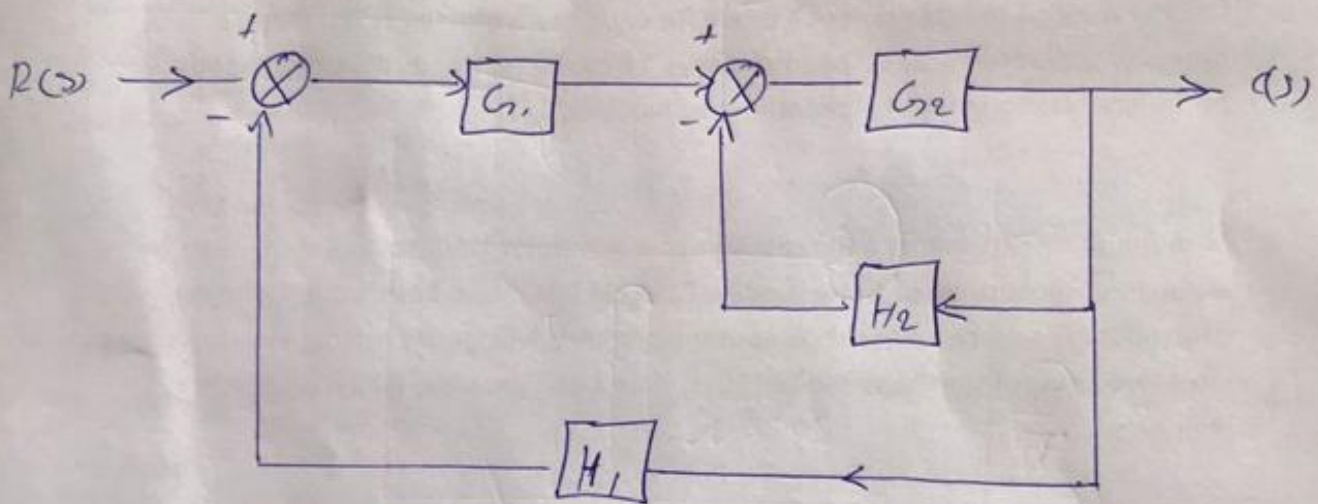 + +
R(s) G₁ G₂ C(s)
- -
H₂
H₁